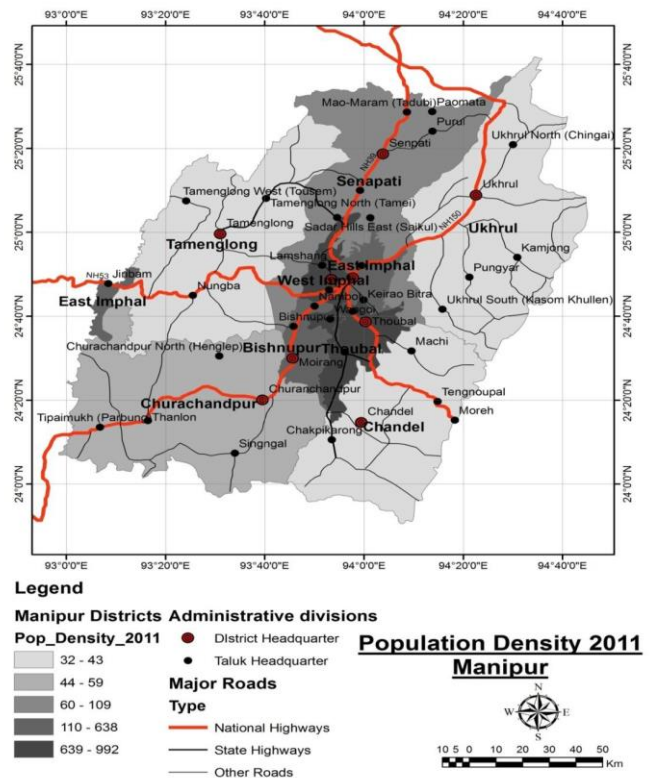 93°0'0"E 93°20'0"E 93°40'0"E 94°0'0"E 94°20'0"E 94°40'0"E
25°40'0"N
25°20'0"N
25°0'0"N
24°40'0"N
24°20'0"N
24°0'0"N
25°40'0"N
25°20'0"N
25°0'0"N
24°40'0"N
24°20'0"N
24°0'0"N
Mao-Maram (Tadubi) Paomata
Purul
Ukhrul North (Chingai)
NH39
Senpati
Senapati
Ukhrul
Tamenglong West (Tousem)
Tamenglong North (Tamei)
Tamenglong
Sadar Hills East (Saikul)
NH150
Ukhrul
Tamenglong
Lamshang
East Imphal
Kamjong
NH53 Jiribam
West Imphal
Pungyar
East Imphal
Nungba
Nambol
Keirao Bitra
Ukhrul South (Kasom Khullen)
Bishnupur
Thoubal
Churachandpur North (Henglep)
Bishnupur
Thoubal
Machi
Moirang
Churanchandpur
Tengnoupal
Churachandpur
Chandel
Moreh
Tipaimukh (Parbung)
Thanlon
Chandel
Chakpikarong
Singngal
93°0'0"E 93°20'0"E 93°40'0"E 94°0'0"E 94°20'0"E 94°40'0"E
Legend
Manipur Districts
Pop_Density_2011
32 - 43
44 - 59
60 - 109
110 - 638
639 - 992
Administrative divisions
District Headquarter
Taluk Headquarter
Major Roads
Type
National Highways
State Highways
Other Roads
Population Density 2011
Manipur
N
W E
S
10 5 0 10 20 30 40 50
Km